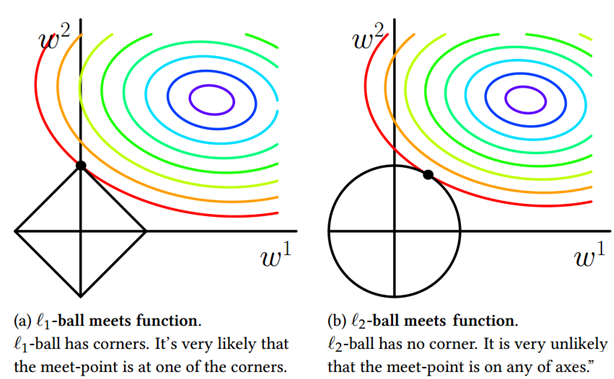 w²
w¹
(a) ℓ₁-ball meets function.
ℓ₁-ball has corners. It's very likely that
the meet-point is at one of the corners.
w²
w¹
(b) ℓ₂-ball meets function.
ℓ₂-ball has no corner. It is very unlikely
that the meet-point is on any of axes."